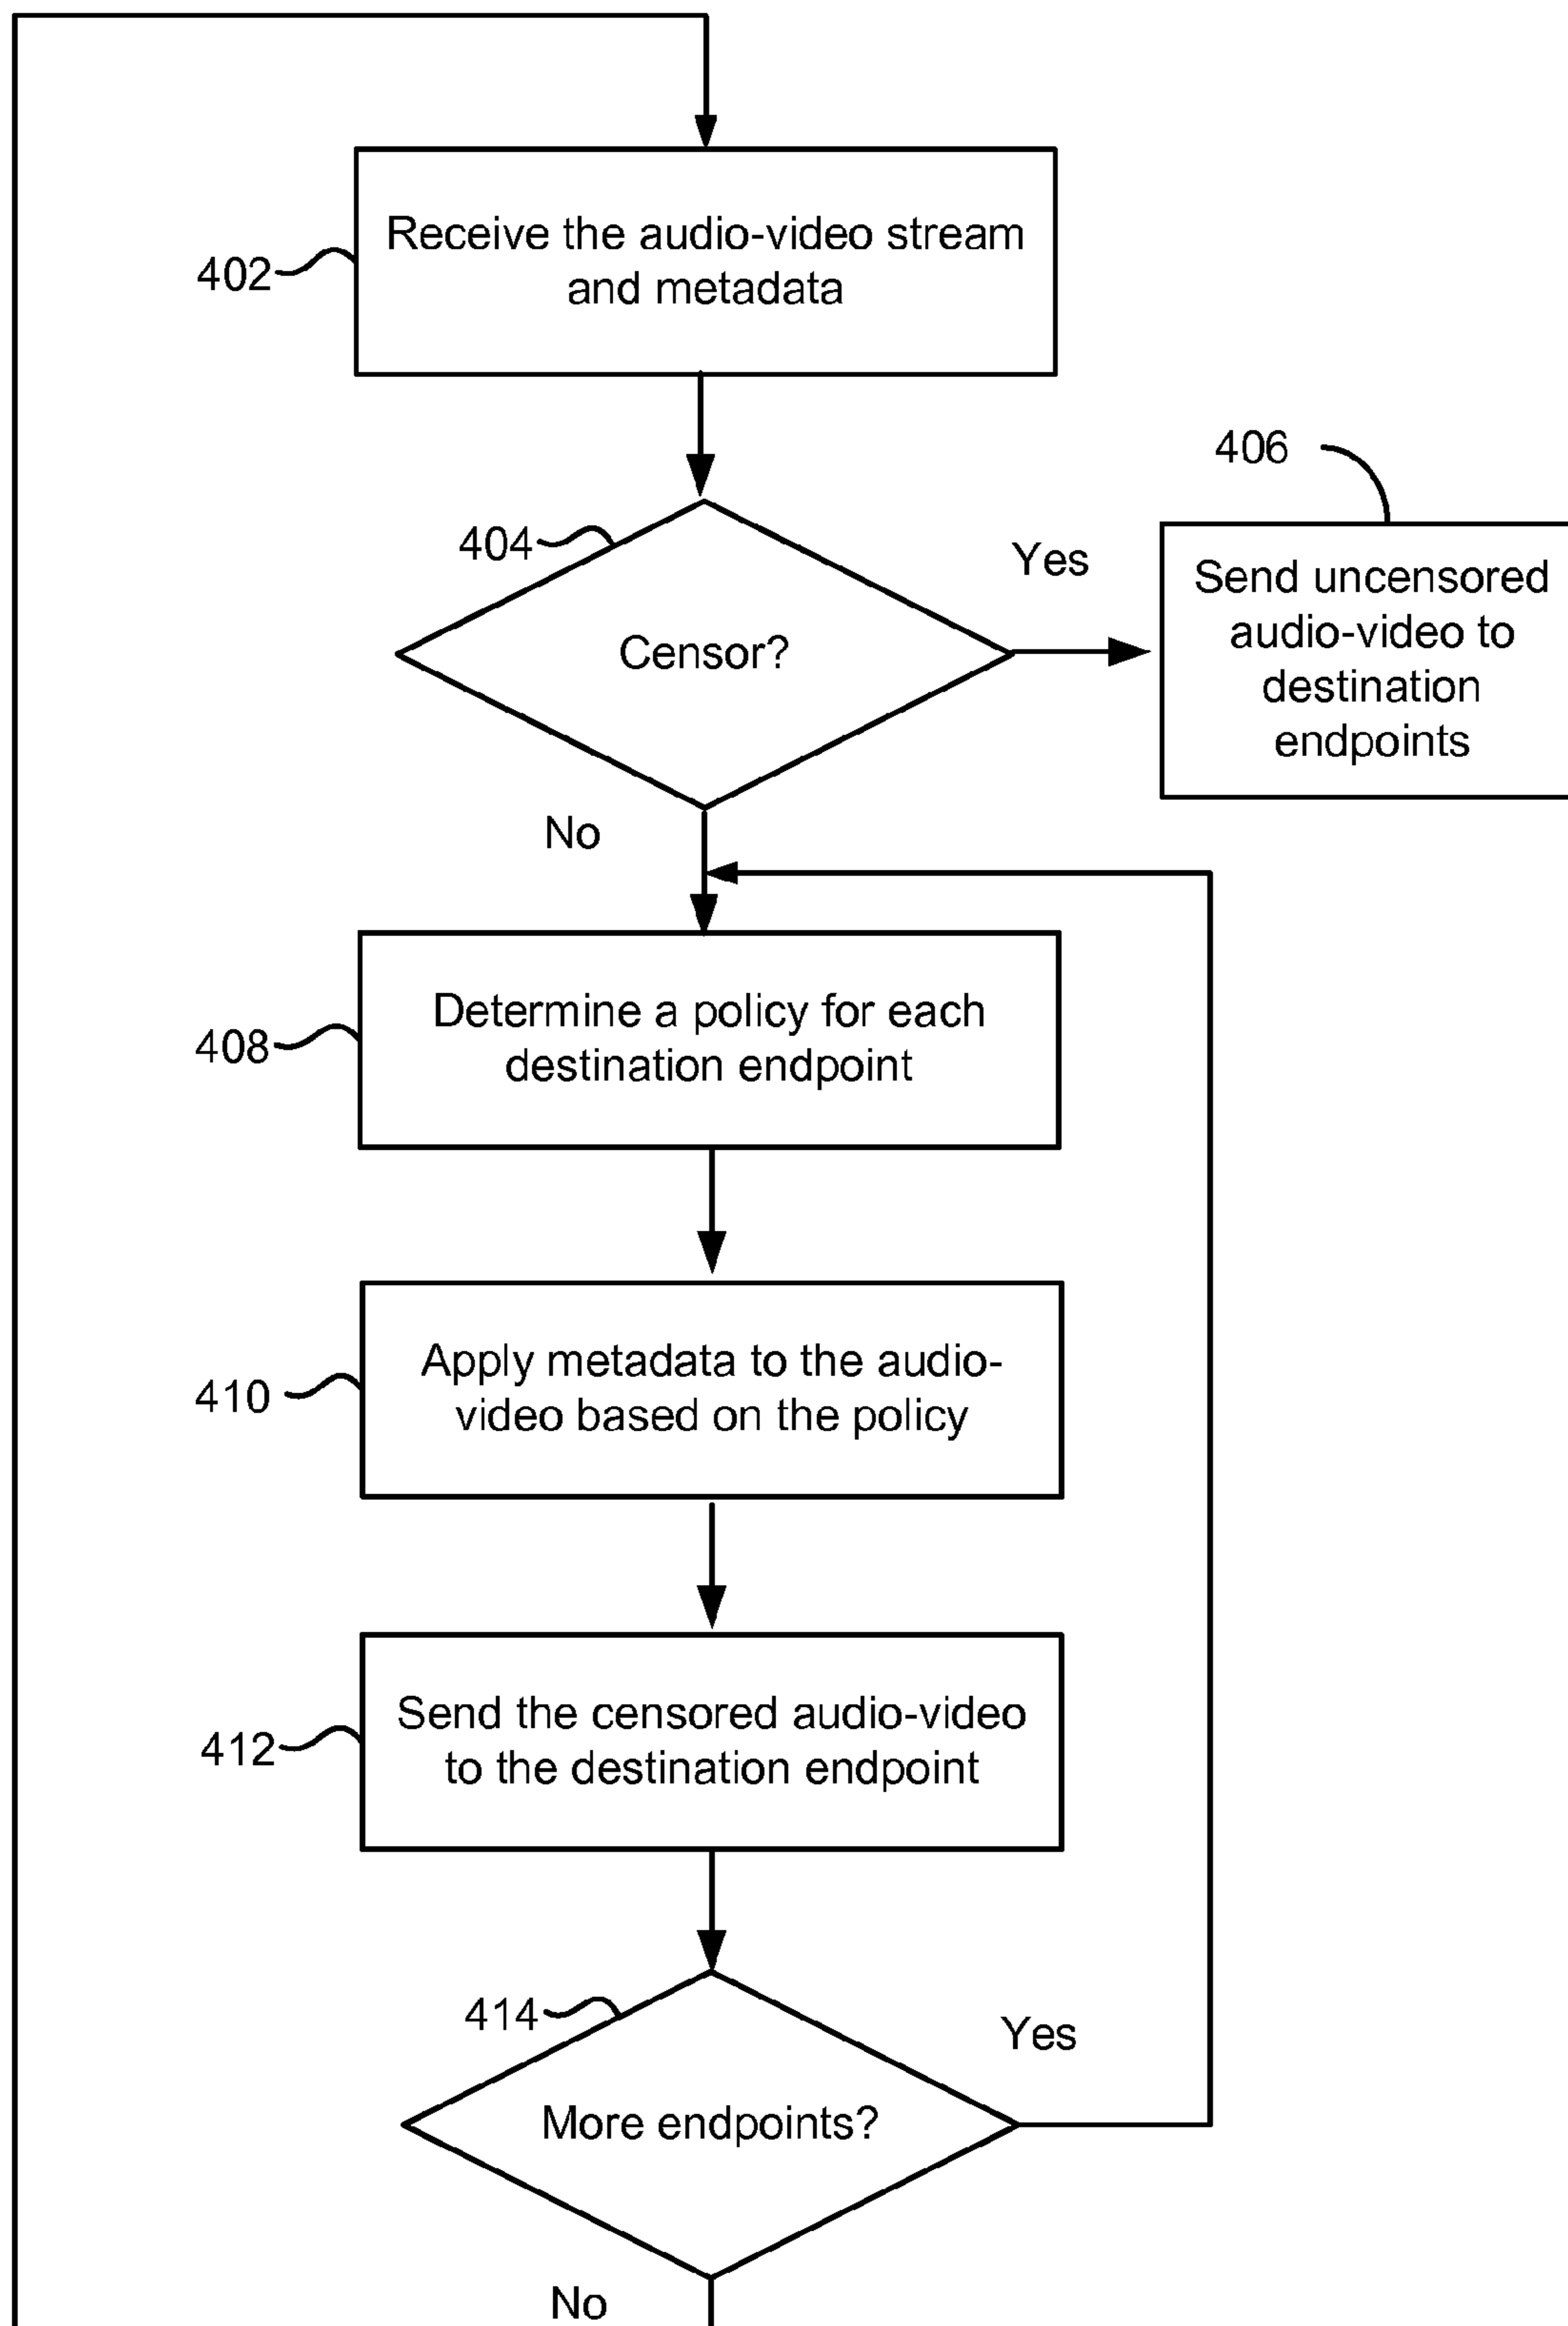 402
Receive the audio-video stream
and metadata
404
Censor?
Yes
406
Send uncensored
audio-video to
destination
endpoints
No
408
Determine a policy for each
destination endpoint
410
Apply metadata to the audio-
video based on the policy
412
Send the censored audio-video
to the destination endpoint
414
More endpoints?
Yes
No